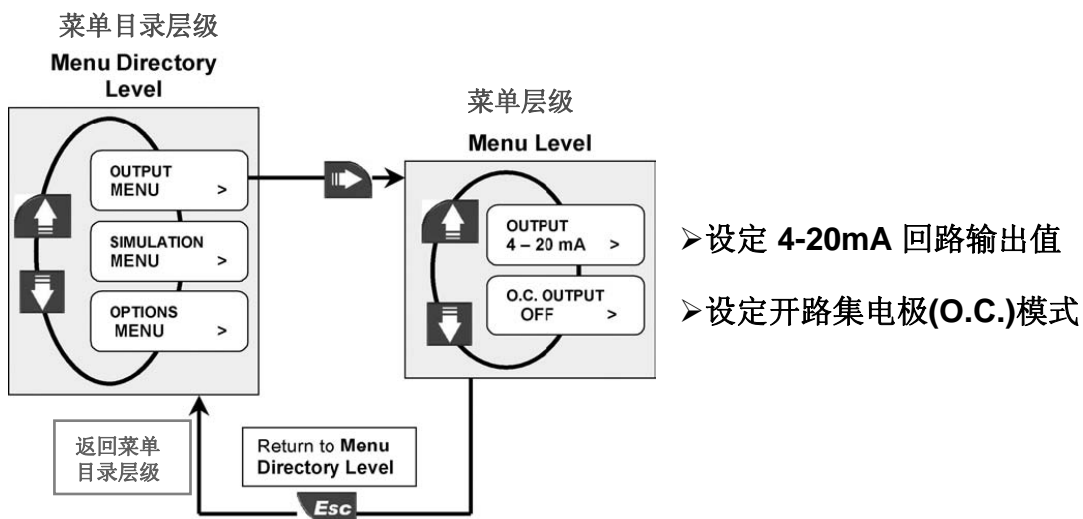 菜单目录层级
Menu Directory
Level
OUTPUT
MENU >
SIMULATION
MENU >
OPTIONS
MENU >
菜单层级
Menu Level
OUTPUT
4 – 20 mA >
O.C. OUTPUT
OFF >
➢设定 4-20mA 回路输出值
➢设定开路集电极(O.C.)模式
返回菜单
目录层级
Return to Menu
Directory Level
Esc